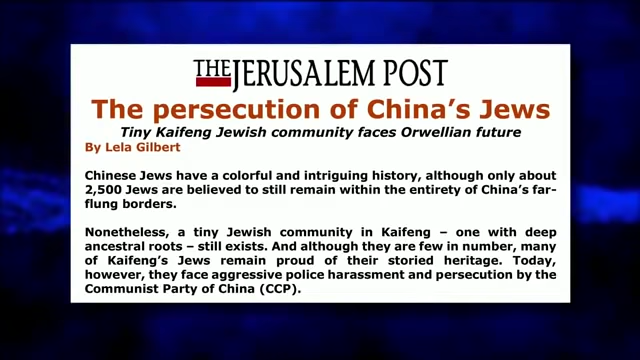 THE JERUSALEM POST
The persecution of China's Jews
Tiny Kaifeng Jewish community faces Orwellian future
By Lela Gilbert
Chinese Jews have a colorful and intriguing history, although only about
2,500 Jews are believed to still remain within the entirety of China's far-
flung borders.
Nonetheless, a tiny Jewish community in Kaifeng – one with deep
ancestral roots – still exists. And although they are few in number, many
of Kaifeng's Jews remain proud of their storied heritage. Today,
however, they face aggressive police harassment and persecution by the
Communist Party of China (CCP).